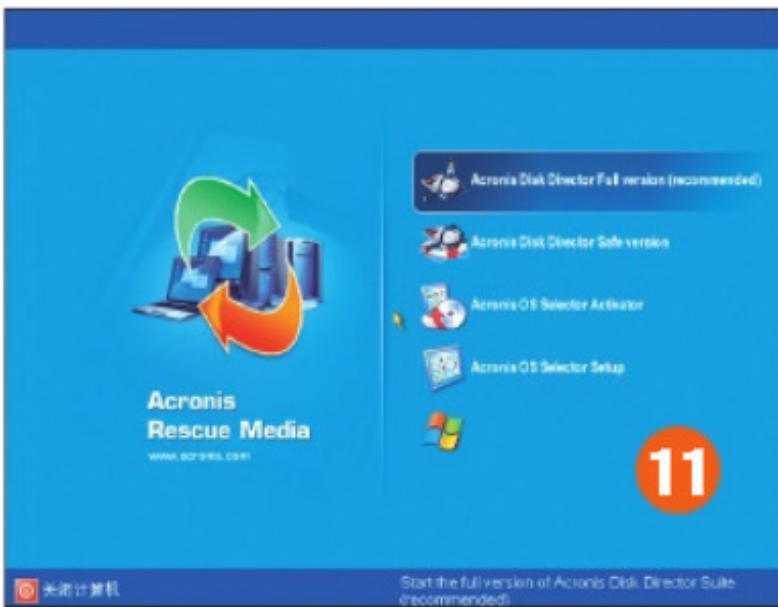 Acronis Disk Director Full version (recommended)
Acronis Disk Director Safe version
Acronis OS Selector Activator
Acronis OS Selector Setup
Acronis
Rescue Media
www.acronis.com
11
关闭计算机
Start the full version of Acronis Disk Director Suite
(recommended)